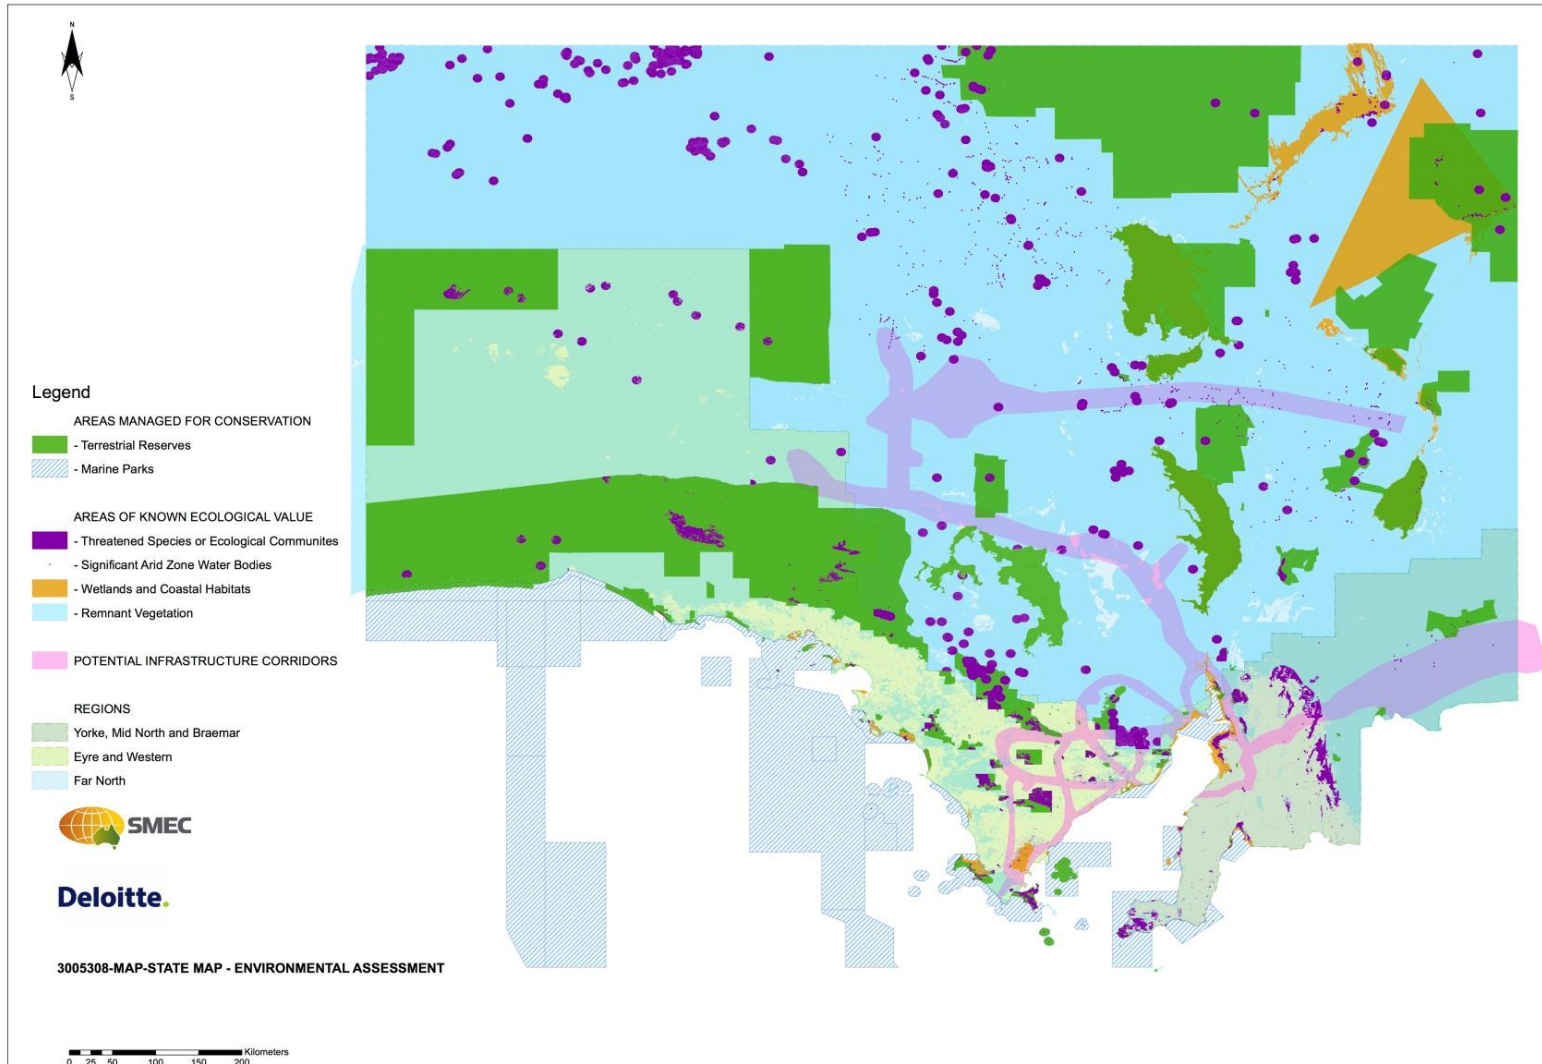 N
S
Legend
AREAS MANAGED FOR CONSERVATION
- Terrestrial Reserves
- Marine Parks
AREAS OF KNOWN ECOLOGICAL VALUE
- Threatened Species or Ecological Communites
- Significant Arid Zone Water Bodies
- Wetlands and Coastal Habitats
- Remnant Vegetation
POTENTIAL INFRASTRUCTURE CORRIDORS
REGIONS
Yorke, Mid North and Braemar
Eyre and Western
Far North
SMEC
Deloitte.
3005308-MAP-STATE MAP - ENVIRONMENTAL ASSESSMENT
Kilometers
0 25 50 100 150 200